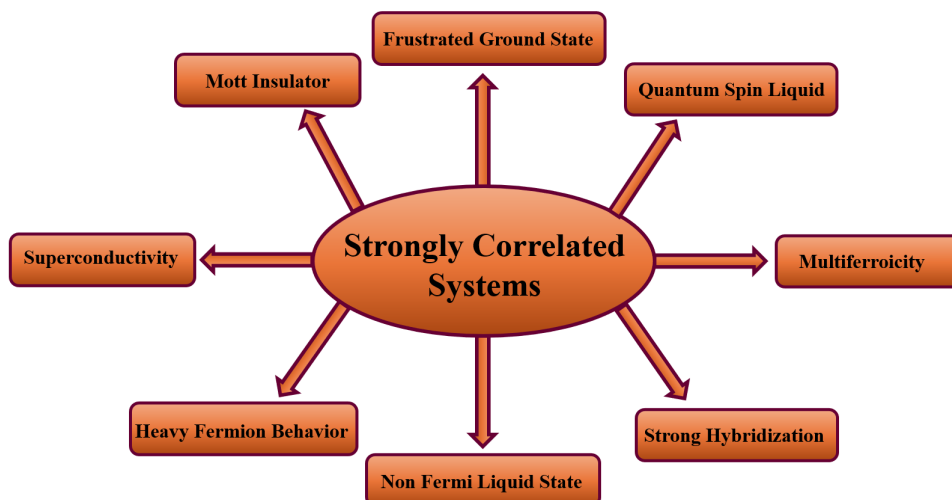 Frustrated Ground State
Mott Insulator
Quantum Spin Liquid
Strongly Correlated
Systems
Superconductivity
Multiferroicity
Heavy Fermion Behavior
Strong Hybridization
Non Fermi Liquid State